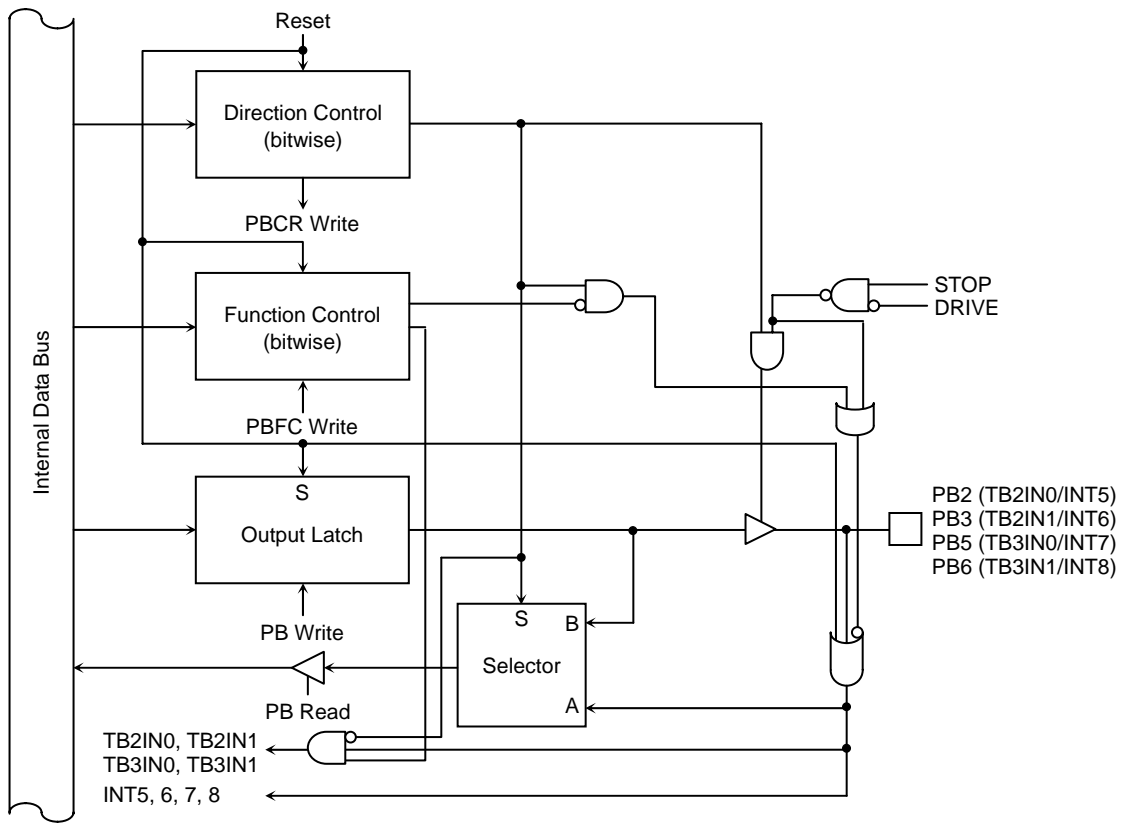 Reset
Direction Control
(bitwise)
PBCR Write
Function Control
(bitwise)
STOP
DRIVE
PBFC Write
Internal Data Bus
S
Output Latch
PB2 (TB2IN0/INT5)
PB3 (TB2IN1/INT6)
PB5 (TB3IN0/INT7)
PB6 (TB3IN1/INT8)
PB Write
S
B
Selector
A
PB Read
TB2IN0, TB2IN1
TB3IN0, TB3IN1
INT5, 6, 7, 8